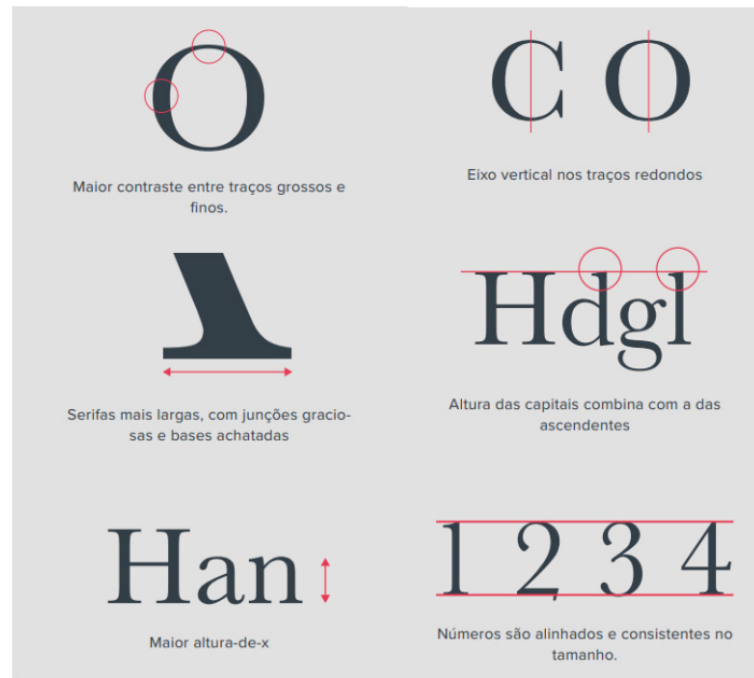 O
Maior contraste entre traços grossos e
finos.
C O
Eixo vertical nos traços redondos
Serifas mais largas, com junções gracio-
sas e bases achatadas
Hdgl
Altura das capitais combina com a das
ascendentes
Han
Maior altura-de-x
1 2 3 4
Números são alinhados e consistentes no
tamanho.